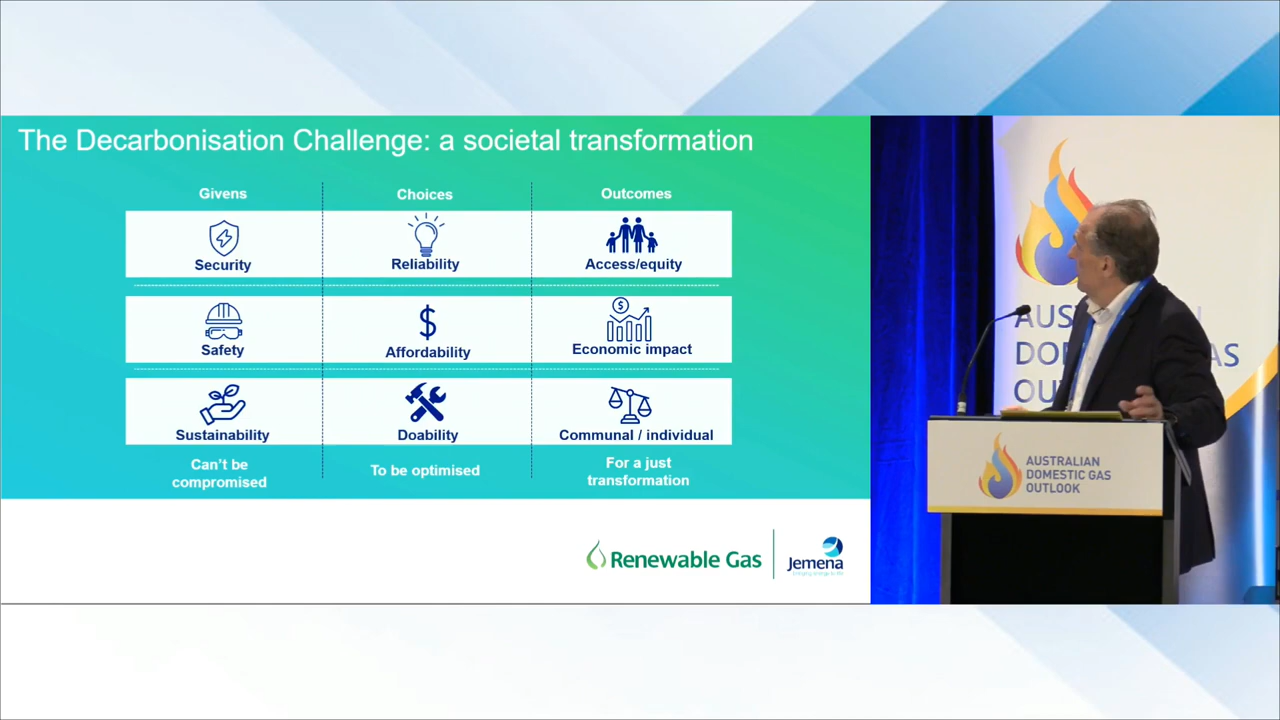 The Decarbonisation Challenge: a societal transformation
Givens
Choices
Outcomes
Security
Reliability
Access/equity
Safety
Affordability
Economic impact
Sustainability
Doability
Communal / individual
Can't be
compromised
To be optimised
For a just
transformation
Renewable Gas
Jemena
AUSTRALIAN
DOMESTIC GAS
OUTLOOK